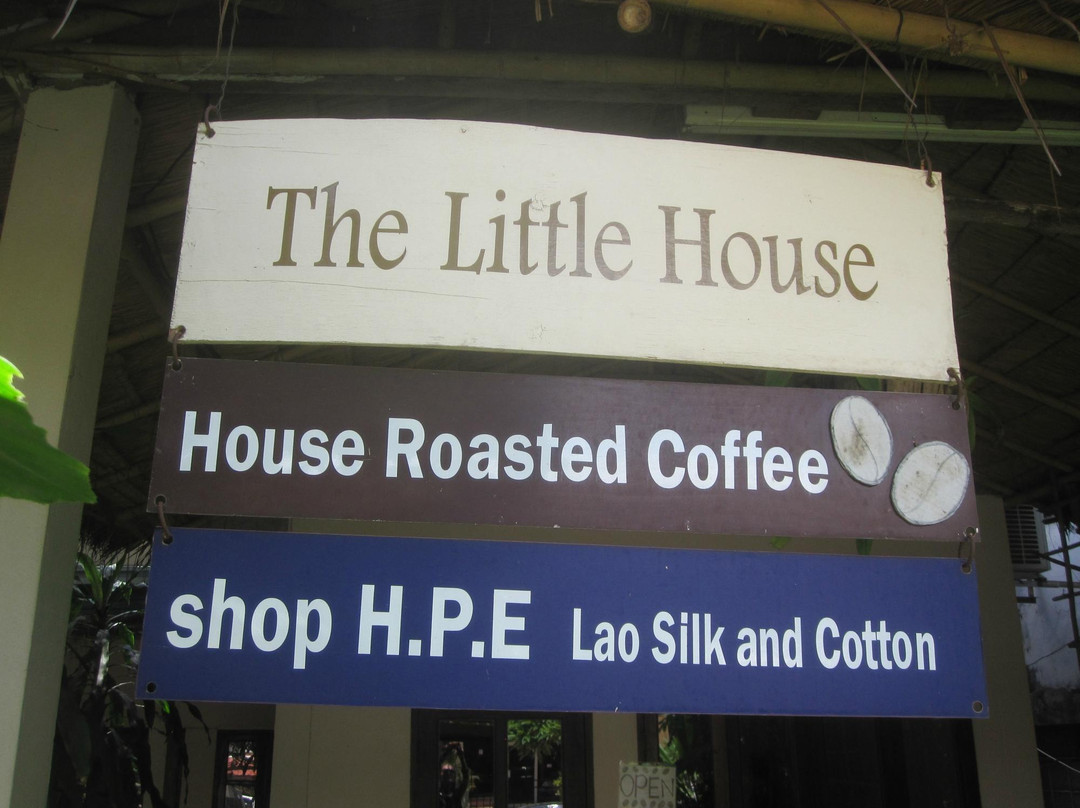 The Little House
House Roasted Coffee
shop H.P.E Lao Silk and Cotton
OPEN